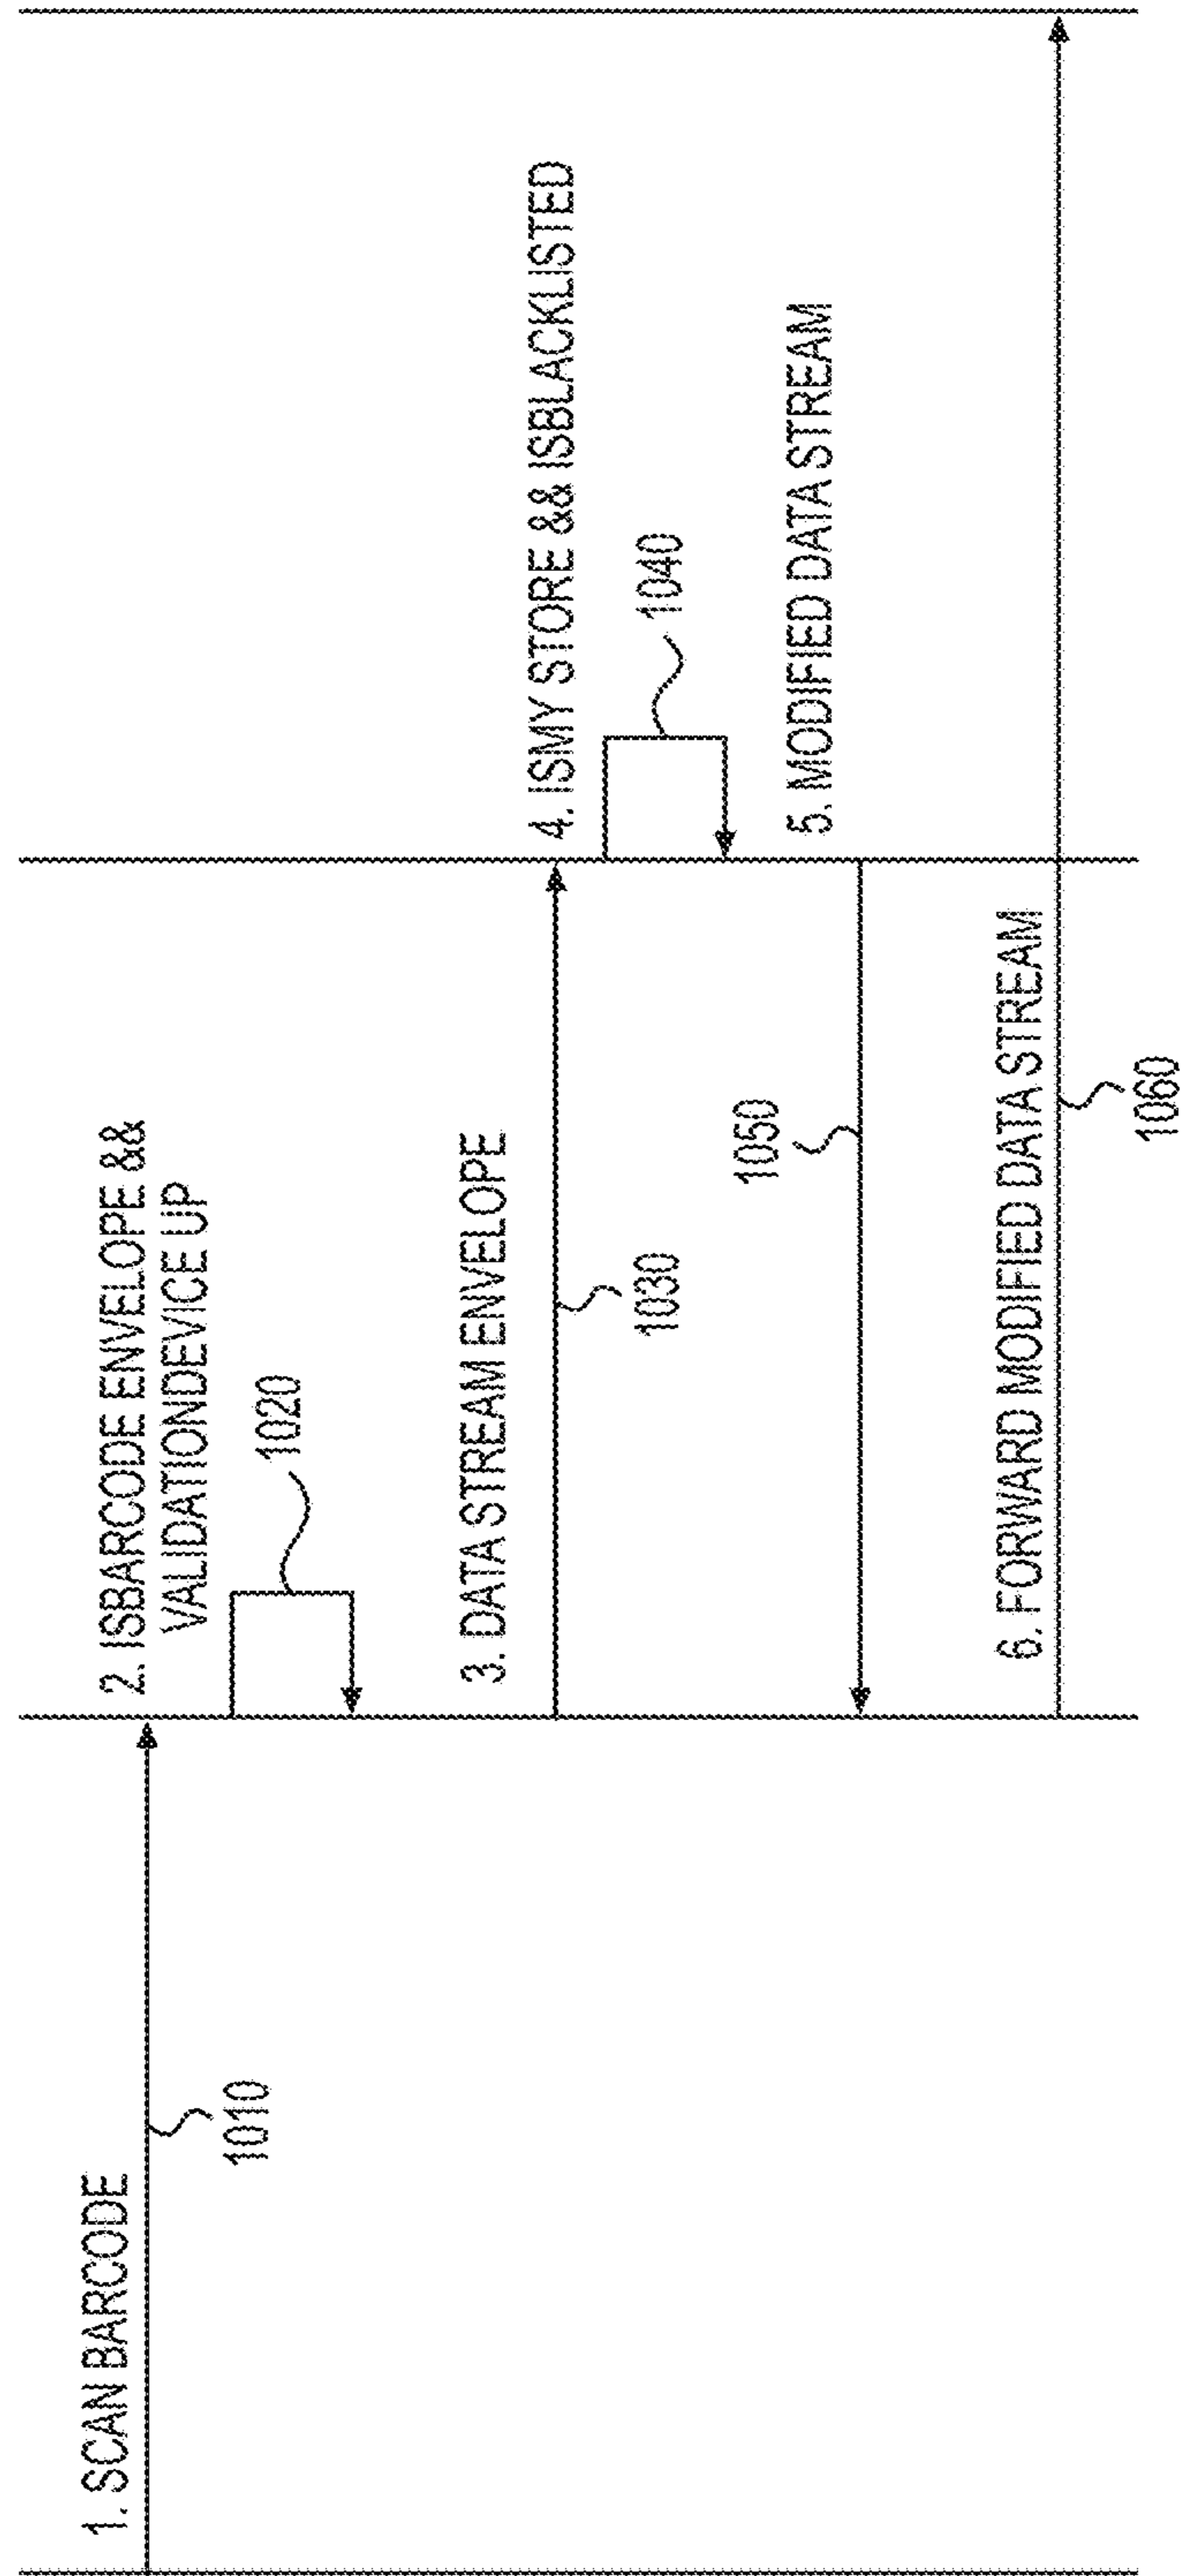 1. SCAN BARCODE
1010
2. ISBARCODE ENVELOPE &&
VALIDATIONDEVICE UP
1020
3. DATA STREAM ENVELOPE
1030
4. ISMY STORE && ISBLACKLISTED
1040
5. MODIFIED DATA STREAM
1050
6. FORWARD MODIFIED DATA STREAM
1060